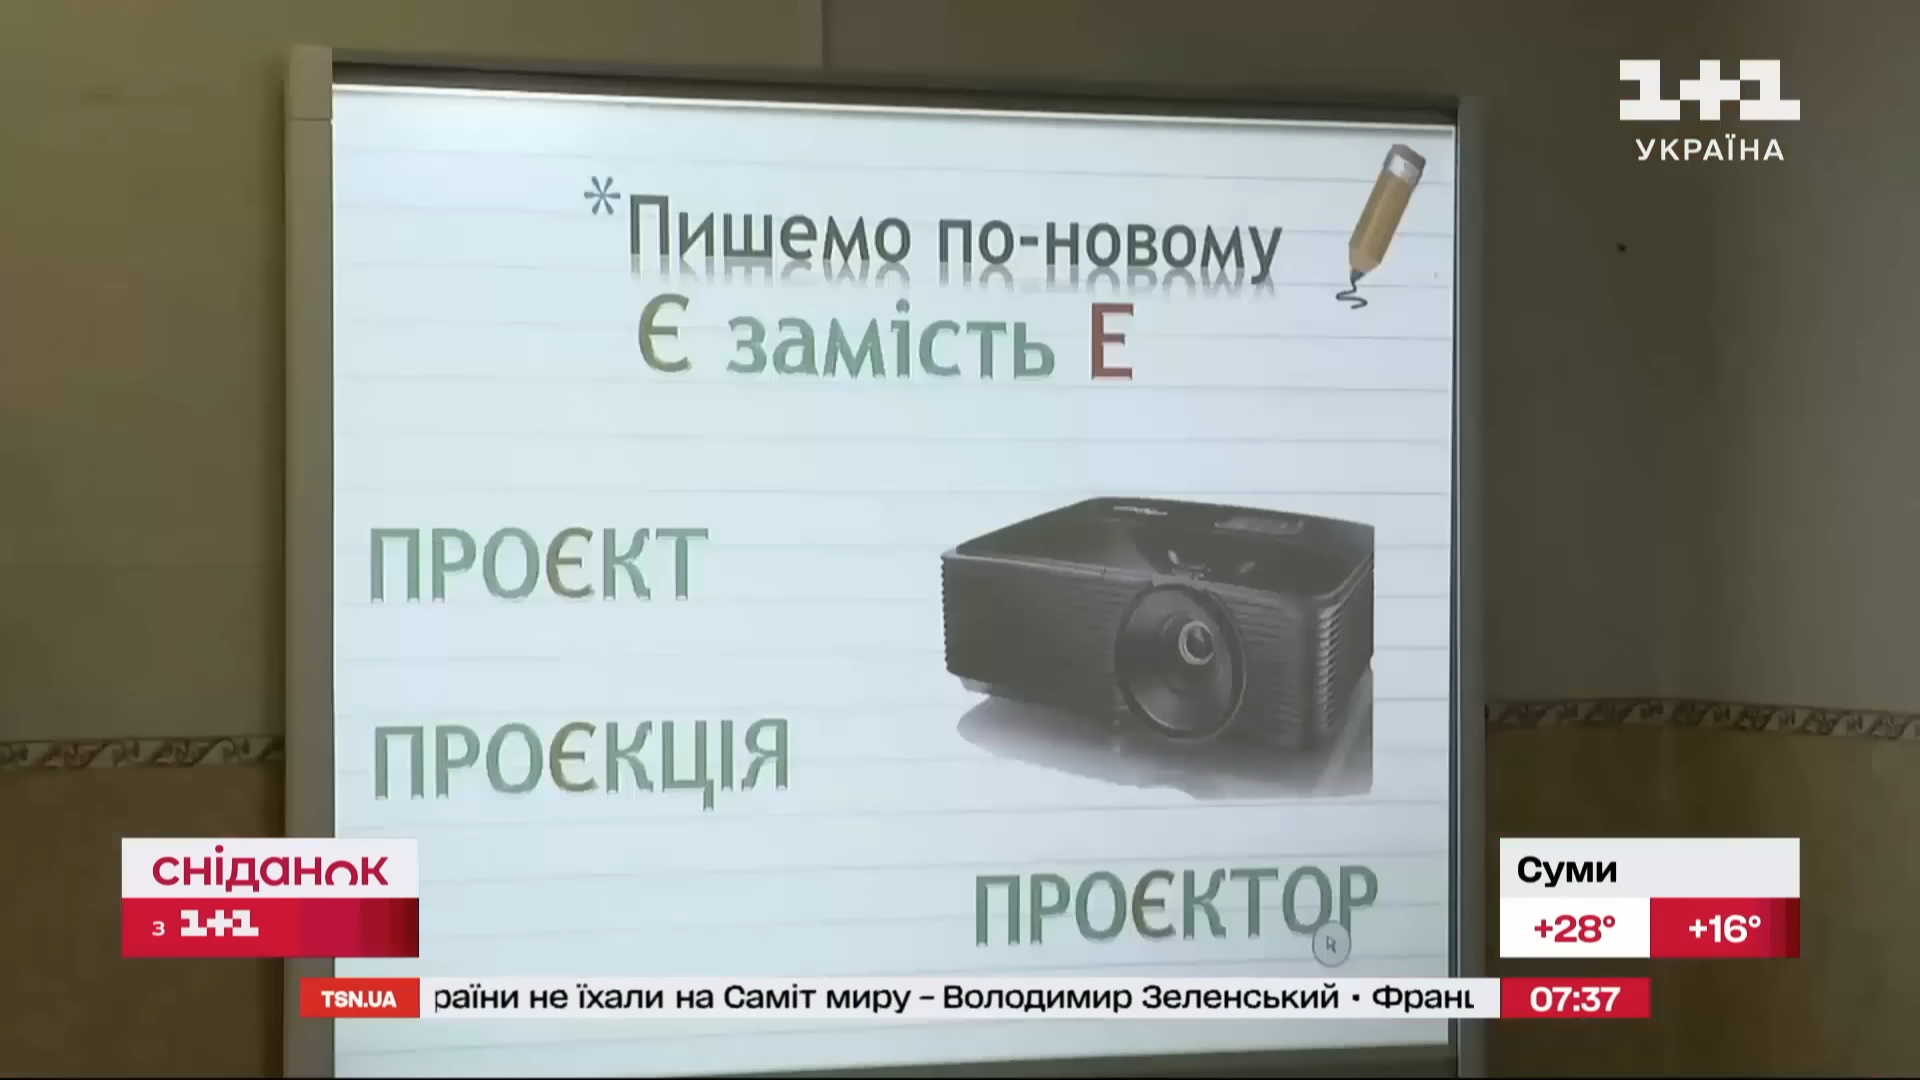 1+1
УКРАЇНА
*Пишемо по-новому
Є замість Е
ПРОЄКТ
ПРОЄКЦІЯ
ПРОЄКТОР
сніданок
з 1+1
Суми
+28° +16°
TSN.UA
раїни не їхали на Саміт миру – Володимир Зеленський •
07:37